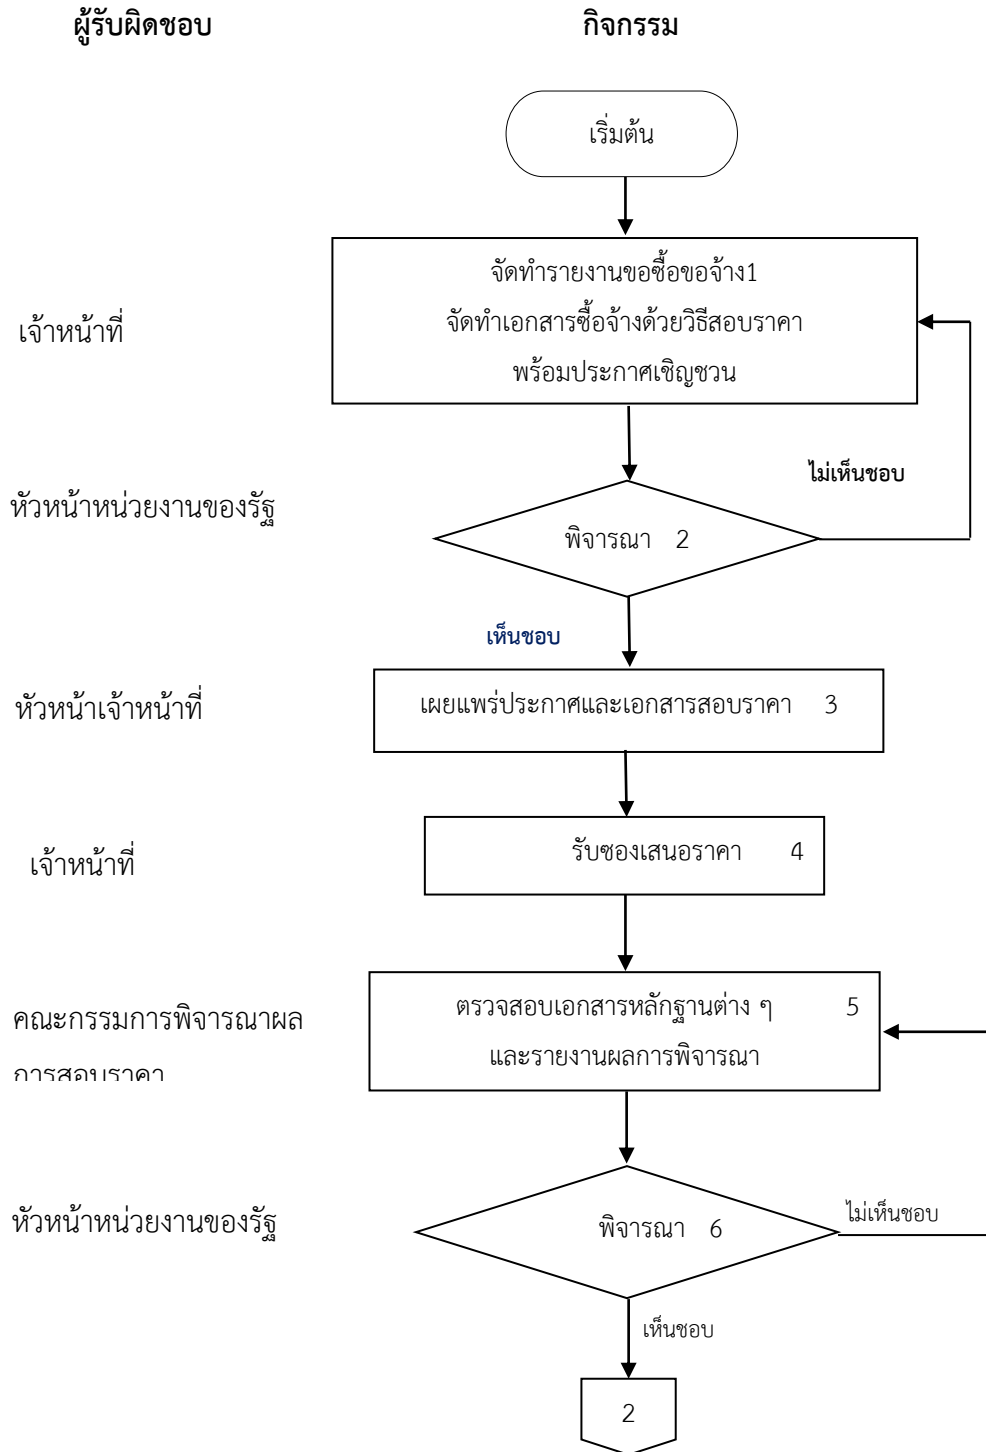 ผู้รับผิดชอบ กิจกรรม
เริ่มต้น
จัดทำรายงานขอซื้อขอจ้าง1
เจ้าหน้าที่ จัดทำเอกสารซื้อจ้างด้วยวิธีสอบราคา
พร้อมประกาศเชิญชวน
ไม่เห็นชอบ
หัวหน้าหน่วยงานของรัฐ
พิจารณา 2
เห็นชอบ
หัวหน้าเจ้าหน้าที่ เผยแพร่ประกาศและเอกสารสอบราคา 3
เจ้าหน้าที่ รับซองเสนอราคา 4
คณะกรรมการพิจารณาผล ตรวจสอบเอกสารหลักฐานต่าง ๆ 5
การสอบราคา และรายงานผลการพิจารณา
หัวหน้าหน่วยงานของรัฐ พิจารณา 6 ไม่เห็นชอบ
เห็นชอบ
2